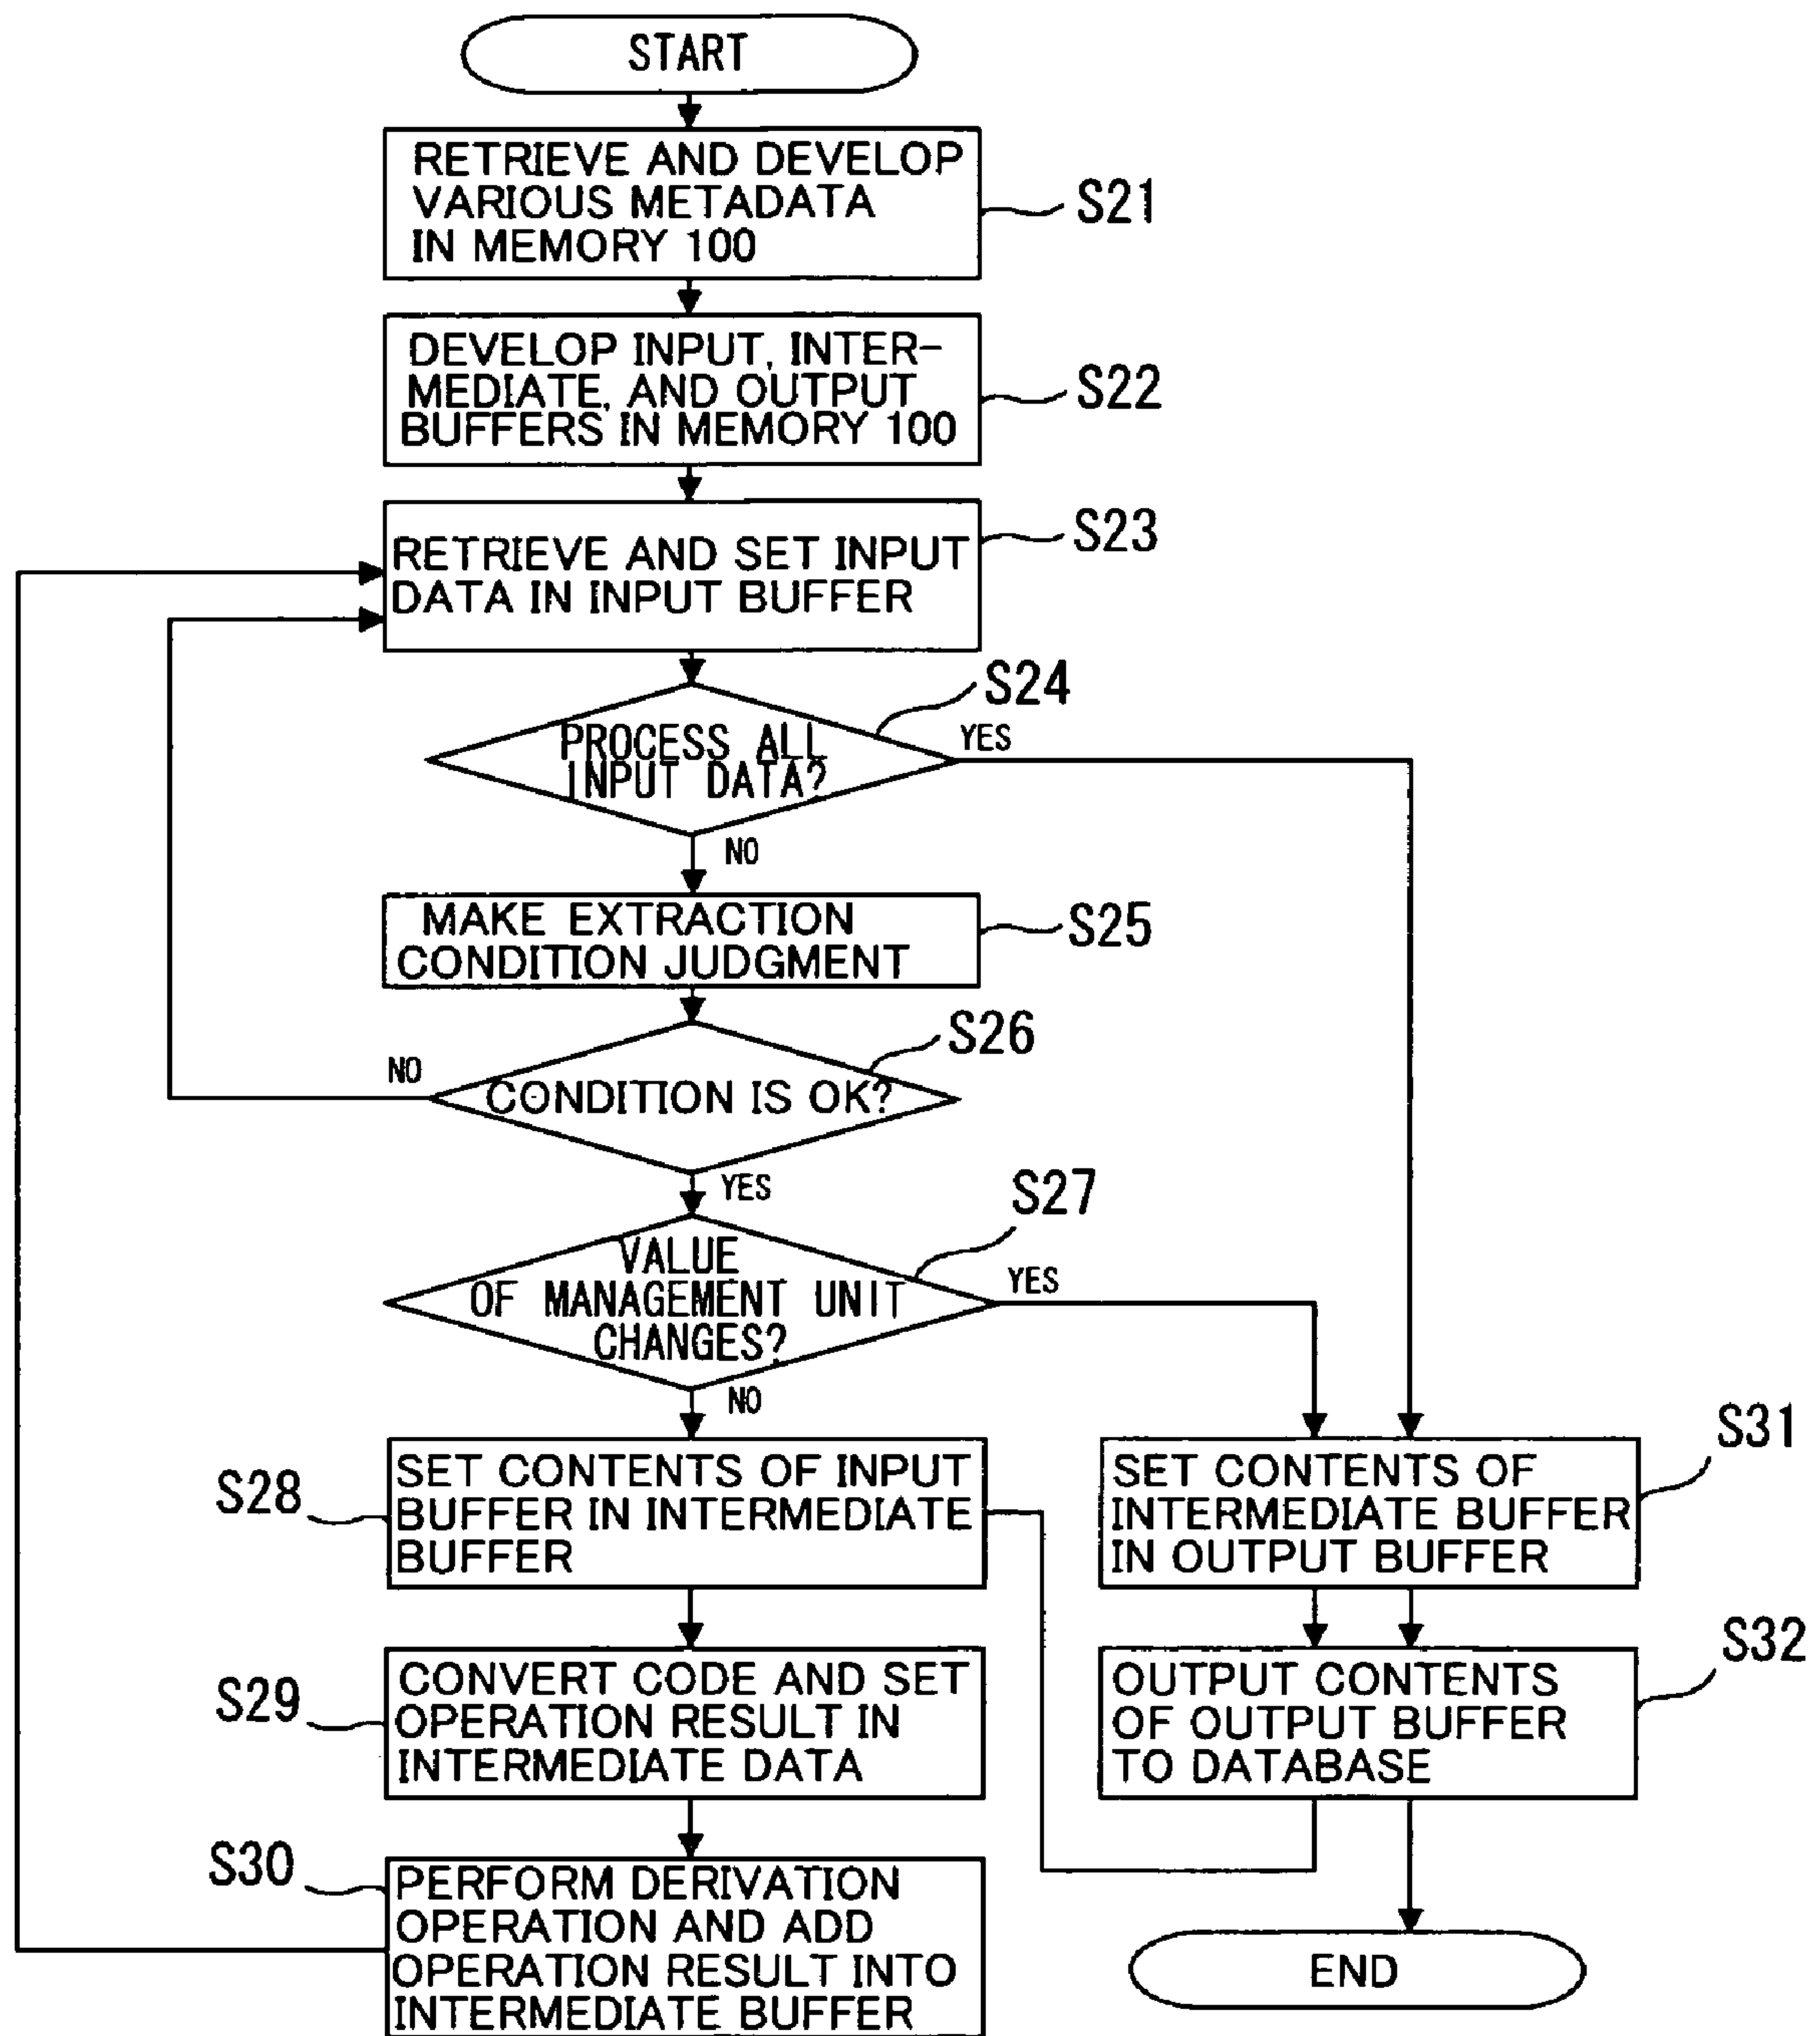 START
RETRIEVE AND DEVELOP
VARIOUS METADATA
IN MEMORY 100
S21
DEVELOP INPUT, INTER-
MEDIATE, AND OUTPUT
BUFFERS IN MEMORY 100
S22
RETRIEVE AND SET INPUT
DATA IN INPUT BUFFER
S23
PROCESS ALL
INPUT DATA?
S24
YES
NO
MAKE EXTRACTION
CONDITION JUDGMENT
S25
CONDITION IS OK?
S26
NO
YES
VALUE
OF MANAGEMENT UNIT
CHANGES?
S27
YES
NO
S28
SET CONTENTS OF INPUT
BUFFER IN INTERMEDIATE
BUFFER
SET CONTENTS OF
INTERMEDIATE BUFFER
IN OUTPUT BUFFER
S31
S29
CONVERT CODE AND SET
OPERATION RESULT IN
INTERMEDIATE DATA
OUTPUT CONTENTS
OF OUTPUT BUFFER
TO DATABASE
S32
S30
PERFORM DERIVATION
OPERATION AND ADD
OPERATION RESULT INTO
INTERMEDIATE BUFFER
END